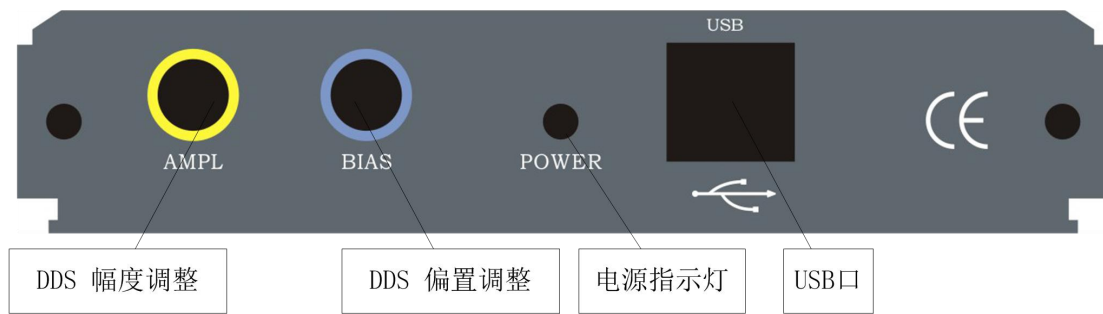 USB
AMPL
BIAS
POWER
CE
DDS 幅度调整
DDS 偏置调整
电源指示灯
USB口